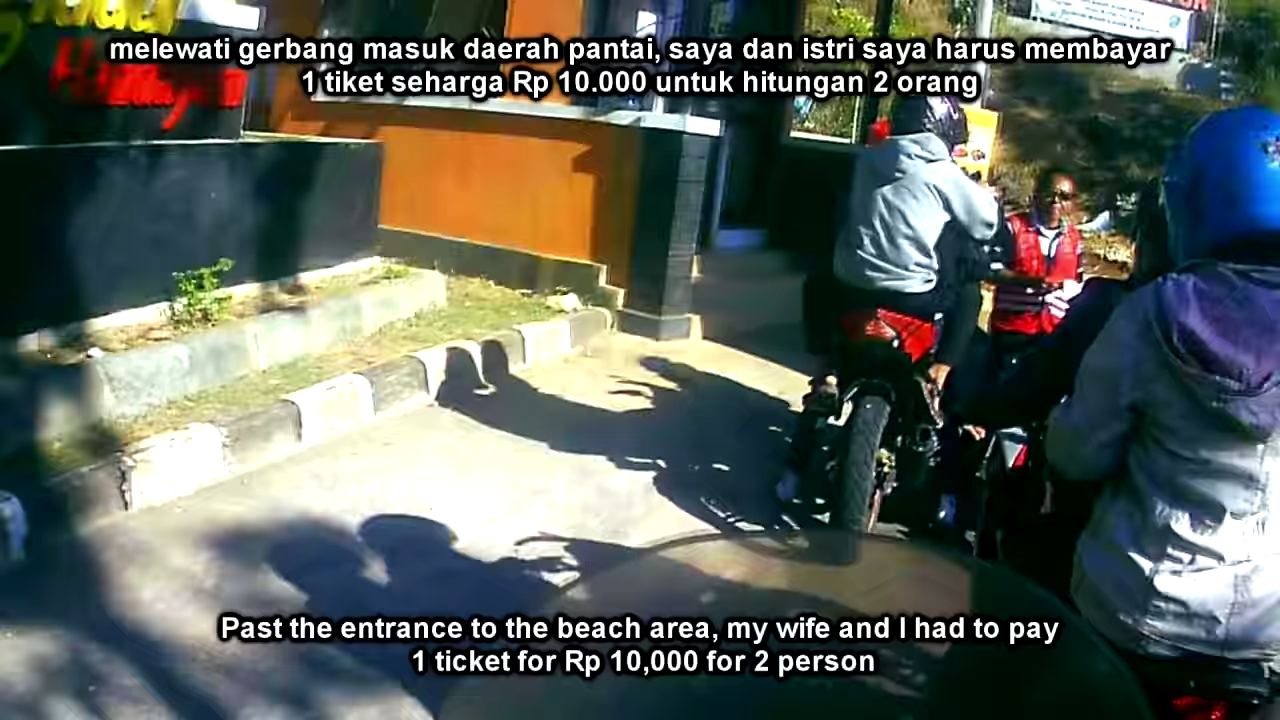 melewati gerbang masuk daerah pantai, saya dan istri saya harus membayar
1 tiket seharga Rp 10.000 untuk hitungan 2 orang
Past the entrance to the beach area, my wife and I had to pay
1 ticket for Rp 10,000 for 2 person